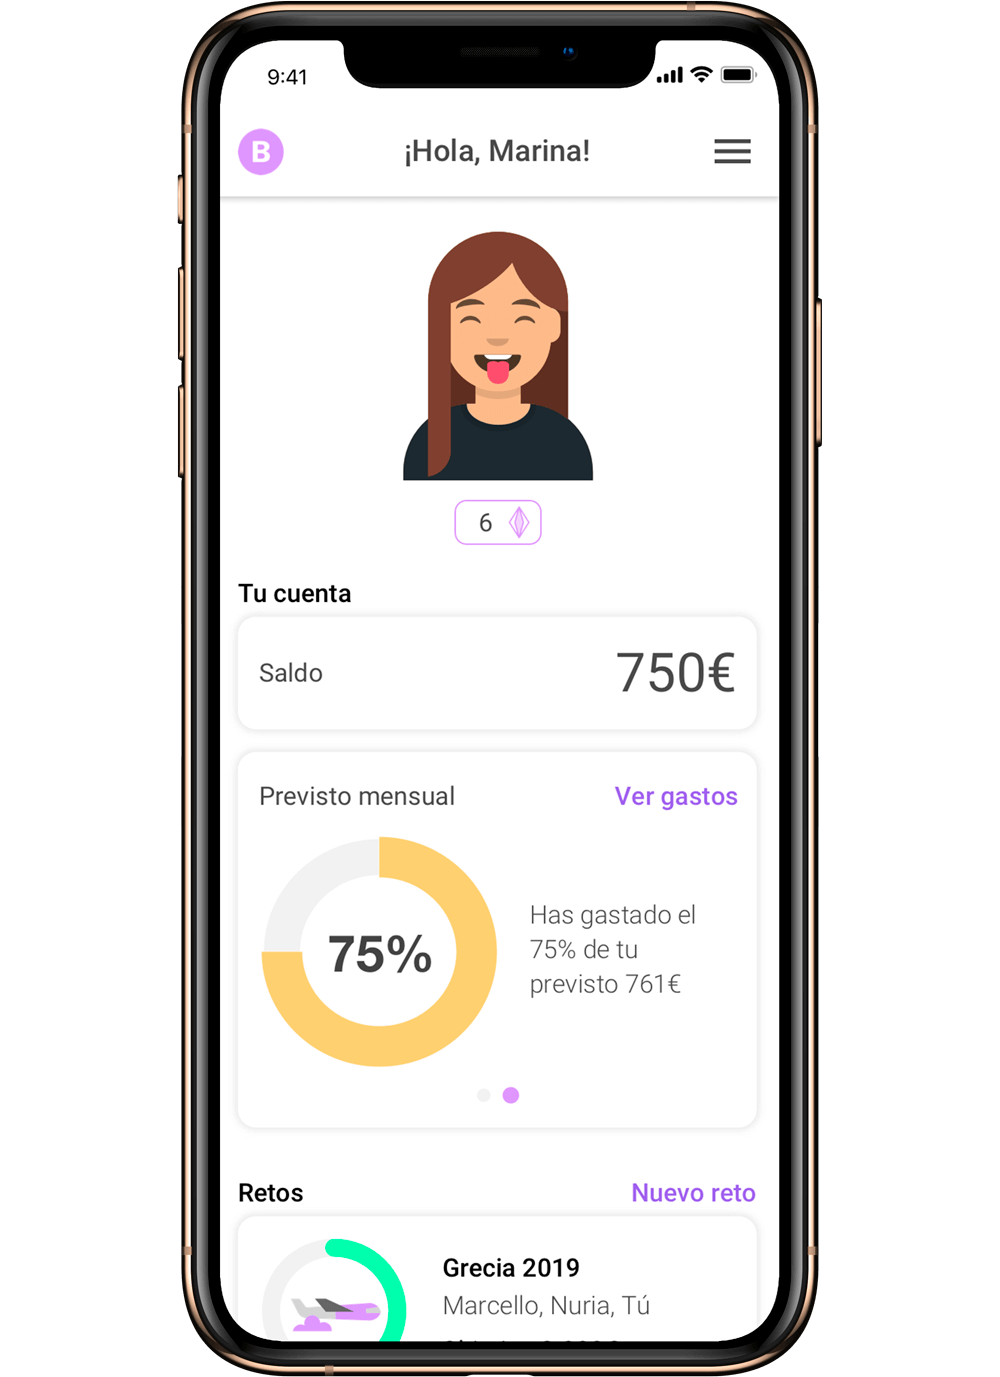 9:41
B
¡Hola, Marina!
6
Tu cuenta
Saldo
750€
Previsto mensual
Ver gastos
75%
Has gastado el
75% de tu
previsto 761€
Retos
Nuevo reto
Grecia 2019
Marcello, Nuria, Tú